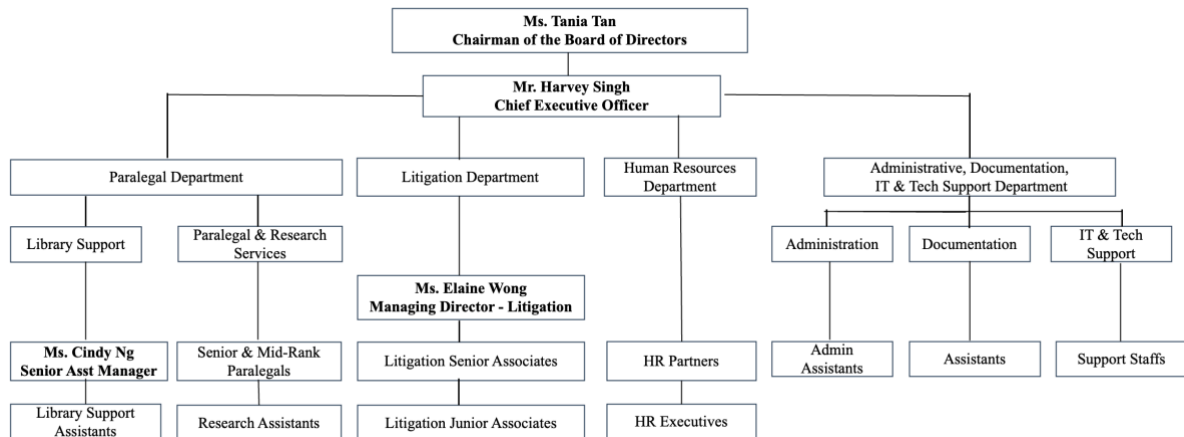 Ms. Tania Tan
Chairman of the Board of Directors
Mr. Harvey Singh
Chief Executive Officer
Paralegal Department
Litigation Department
Human Resources
Department
Administrative, Documentation,
IT & Tech Support Department
Library Support
Paralegal & Research
Services
Administration
Documentation
IT & Tech
Support
Ms. Elaine Wong
Managing Director - Litigation
Ms. Cindy Ng
Senior Asst Manager
Senior & Mid-Rank
Paralegals
Litigation Senior Associates
HR Partners
Admin
Assistants
Assistants
Support Staffs
Library Support
Assistants
Research Assistants
Litigation Junior Associates
HR Executives